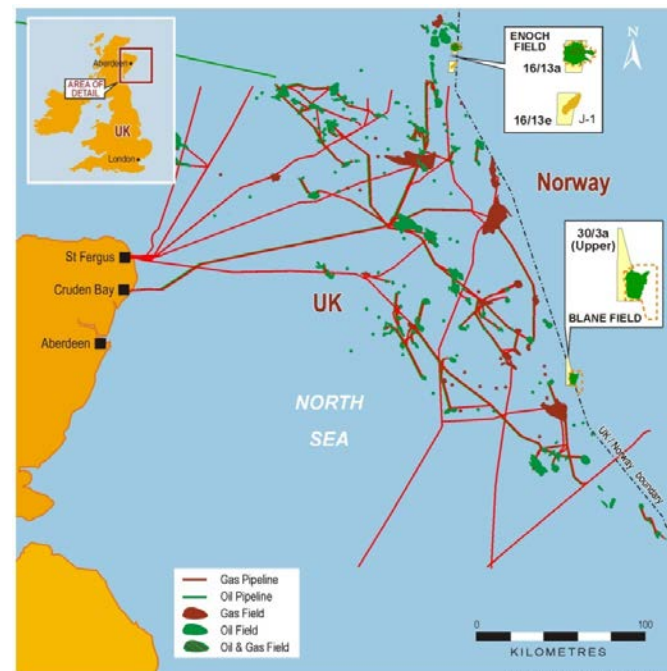 Aberdeen
AREA OF
DETAIL
UK
London
ENOCH
FIELD
16/13a
16/13e
J-1
N
Norway
30/3a
(Upper)
BLANE FIELD
St Fergus
Cruden Bay
Aberdeen
UK
NORTH
SEA
UK / Norway boundary
Gas Pipeline
Oil Pipeline
Gas Field
Oil Field
Oil & Gas Field
0
100
KILOMETRES